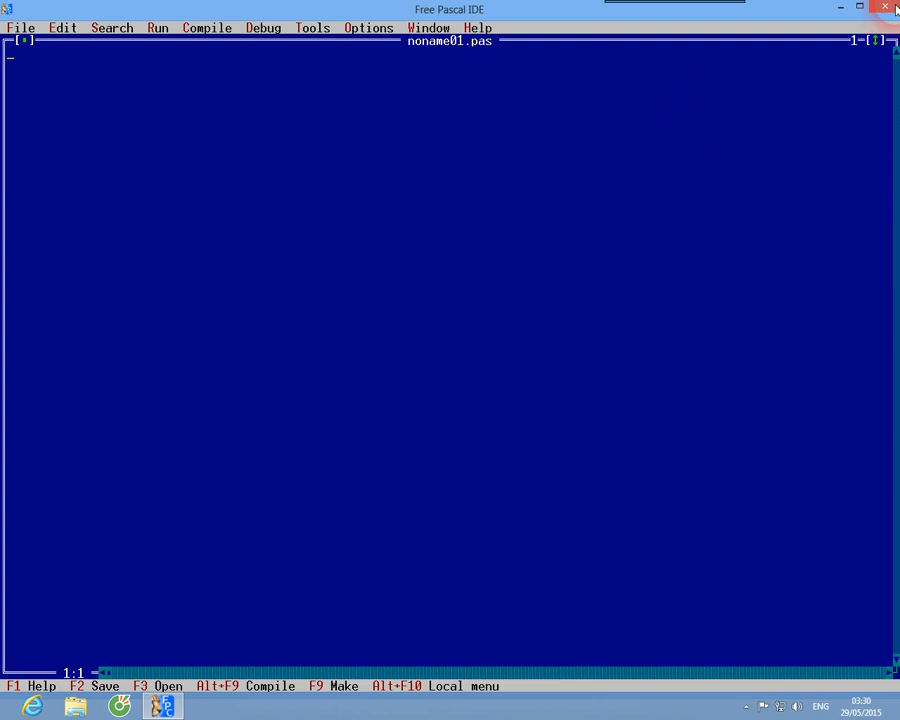 Free Pascal IDE
File Edit Search Run Compile Debug Tools Options Window Help
noname01.pas 1
1:1
F1 Help F2 Save F3 Open Alt+F9 Compile F9 Make Alt+F10 Local menu
ENG
03:30
29/05/2015